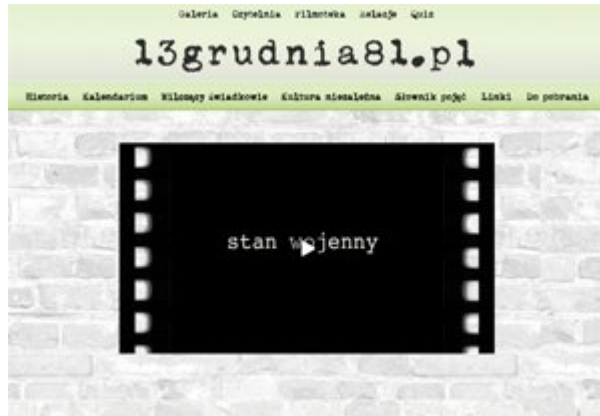 Galeria Czytelnia Filmoteka Relacje Quiz
13grudnia81.pl
Historia Kalendarium Milczący świadkowie Kultura niezależna Słownik pojęć Linki Do pobrania
stan wojenny